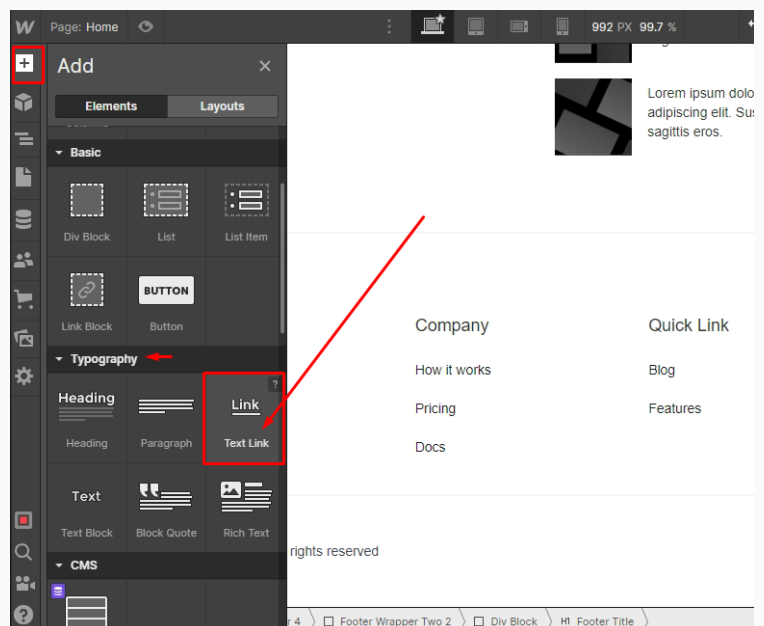 Page: Home
992 PX 99.7 %
Add
Elements Layouts
Basic
Div Block List List Item
BUTTON
Link Block Button
Typography
Heading Link ?
Heading Paragraph Text Link
Text
Text Block Block Quote Rich Text
CMS
Lorem ipsum dolo
adipiscing elit. Su
sagittis eros.
Company Quick Link
How it works Blog
Pricing Features
Docs
rights reserved
r 4 Footer Wrapper Two 2 Div Block H1 Footer Title